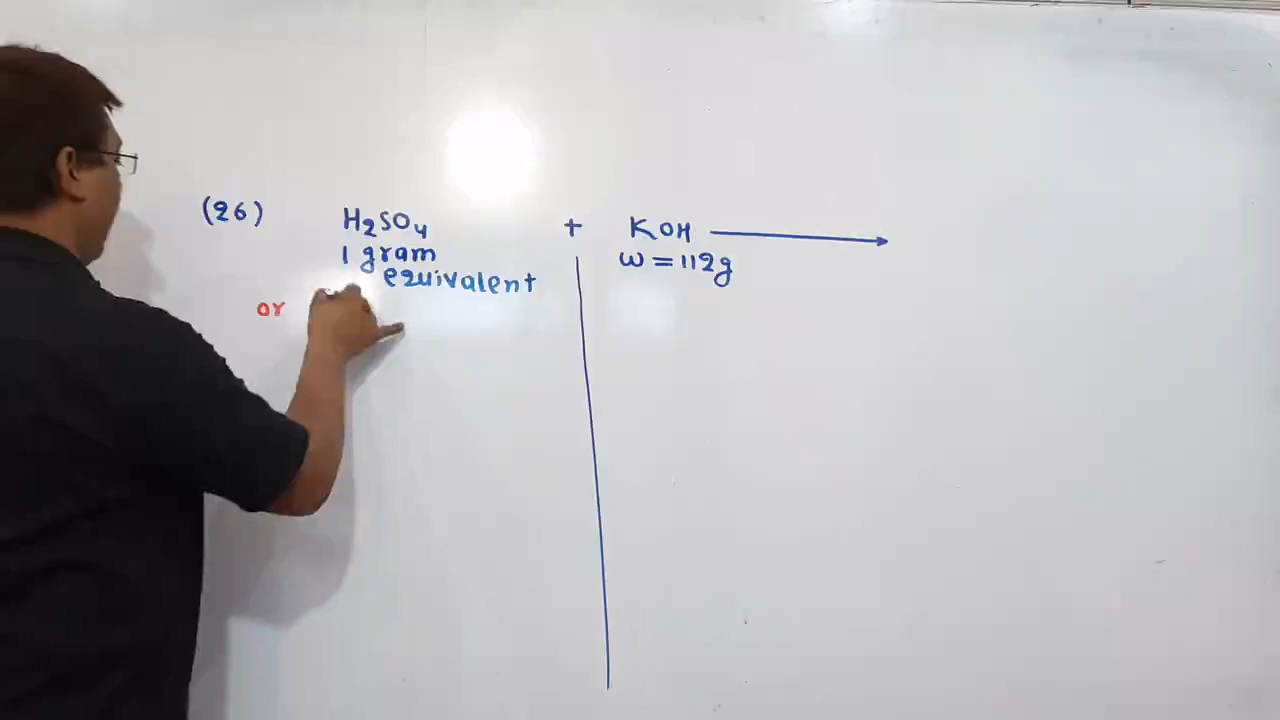 (26) H₂SO₄ + KOH →
1 gram equivalent w = 112g
or